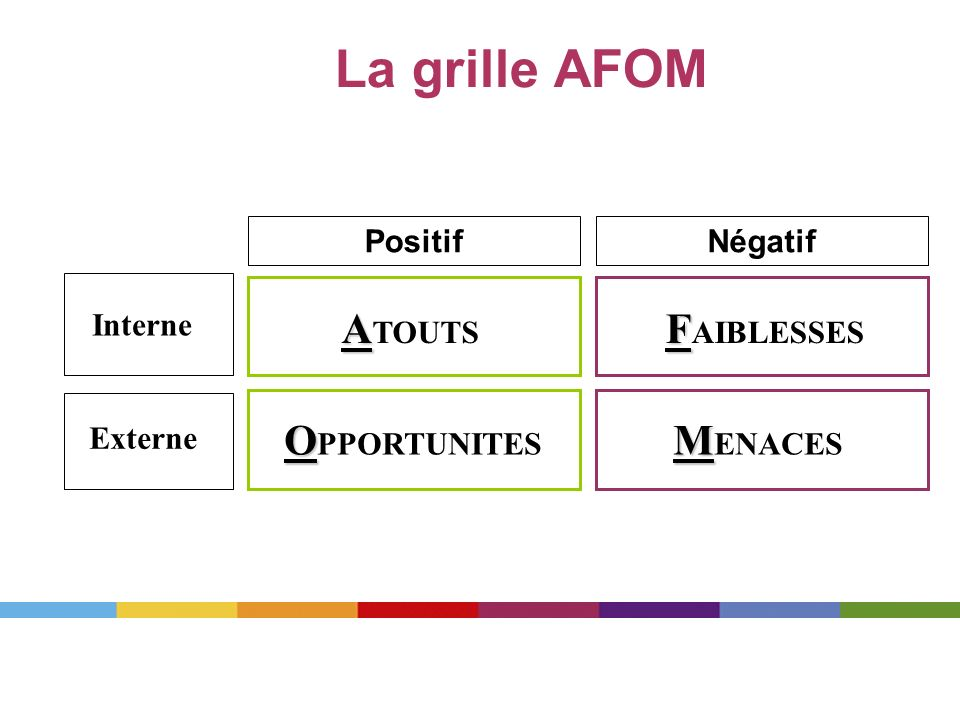 La grille AFOM
Positif Négatif
Interne ATOUTS FAIBLESSES
Externe OPPORTUNITES MENACES